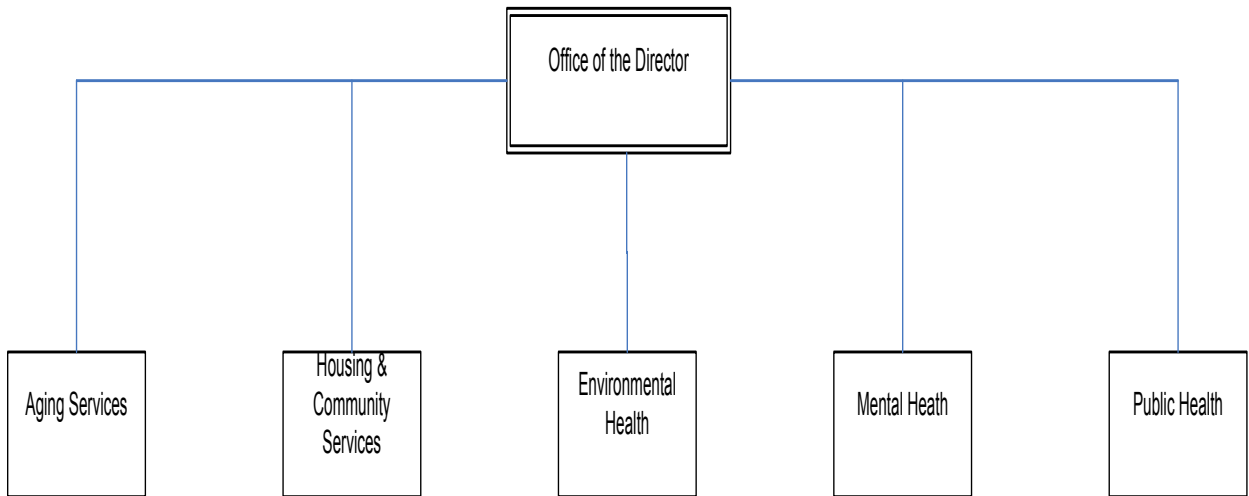 Office of the Director
Aging Services
Housing &
Community
Services
Environmental
Health
Mental Heath
Public Health